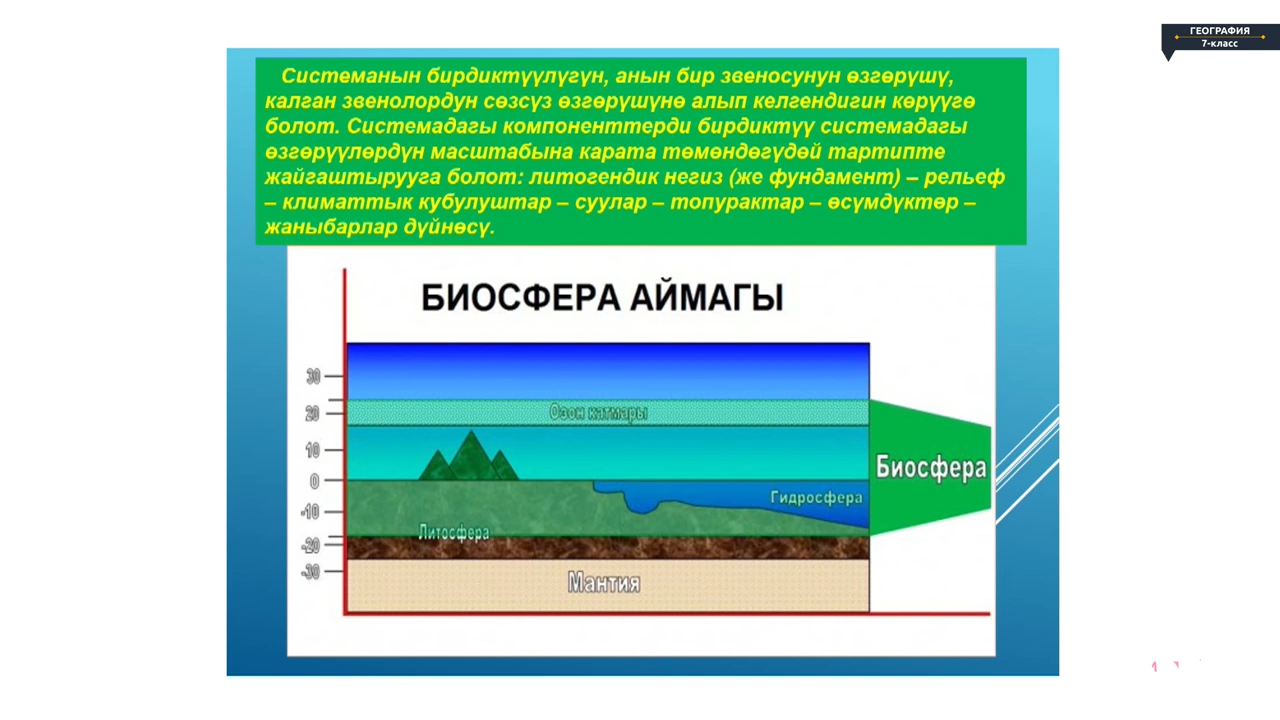 ГЕОГРАФИЯ
7-класс
Системанын бирдиктүүлүгүн, анын бир звеносунун өзгөрүшү,
калган звенолордун сөзсүз өзгөрүшүнө алып келгендигин көрүүгө
болот. Системадагы компоненттерди бирдиктүү системадагы
өзгөрүүлөрдүн масштабына карата төмөндөгүдөй тартипте
жайгаштырууга болот: литогендик негиз (же фундамент) – рельеф
– климаттык кубулуштар – суулар – топурактар – өсүмдүктөр –
жаныбарлар дүйнөсү.
БИОСФЕРА АЙМАГЫ
30
20
Озон катмары
10
Биосфера
0
Гидросфера
-10
Литосфера
-20
-30
Мантия